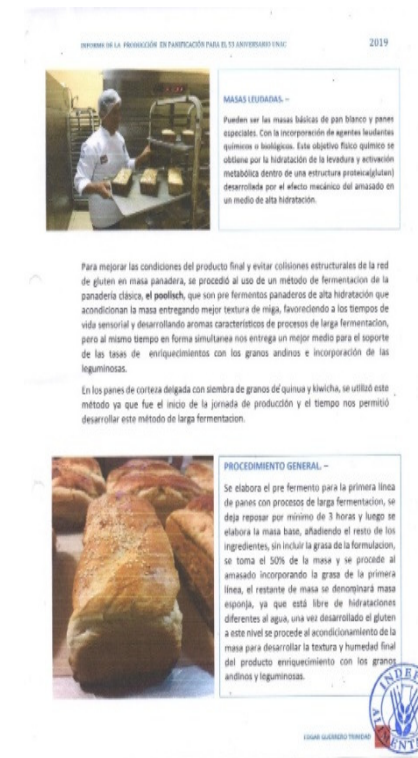 INFORME DE LA PRODUCCIÓN EN PANIFICACIÓN PARA EL 53 ANIVERSARIO UNAC
2019
MASAS LEUDADAS. –
Pueden ser las masas básicas de pan blanco y panes
especiales. Con la incorporación de agentes leudantes
químicos o biológicos. Este objetivo físico químico se
obtiene por la hidratación de la levadura y activación
metabólica dentro de una estructura proteica(gluten)
desarrollada por el efecto mecánico del amasado en
un medio de alta hidratación.
Para mejorar las condiciones del producto final y evitar colisiones estructurales de la red
de gluten en masa panadera, se procedió al uso de un método de fermentacion de la
panadería clásica, el poolisch, que son pre fermentos panaderos de alta hidratación que
acondicionan la masa entregando mejor textura de miga, favoreciendo a los tiempos de
vida sensorial y desarrollando aromas característicos de procesos de larga fermentacion,
pero al mismo tiempo en forma simultanea nos entrega un mejor medio para el soporte
de las tasas de enriquecimientos con los granos andinos e incorporación de las
leguminosas.
En los panes de corteza delgada con siembra de granos de quinua y kiwicha, se utilizó este
método ya que fue el inicio de la jornada de producción y el tiempo nos permitió
desarrollar este método de larga fermentacion.
PROCEDIMIENTO GENERAL. –
Se elabora el pre fermento para la primera línea
de panes con procesos de larga fermentacion, se
deja reposar por mínimo de 3 horas y luego se
elabora la masa base, añadiendo el resto de los
ingredientes, sin incluir la grasa de la formulacion,
se toma el 50% de la masa y se procede al
amasado incorporando la grasa de la primera
línea, el restante de masa se denominará masa
esponja, ya que está libre de hidrataciones
diferentes al agua, una vez desarrollado el gluten
a este nivel se procede al acondicionamiento de la
masa para desarrollar la textura y humedad final
del producto enriquecimiento con los granos
andinos y leguminosas.
EDGAR GUERRERO TRINIDAD